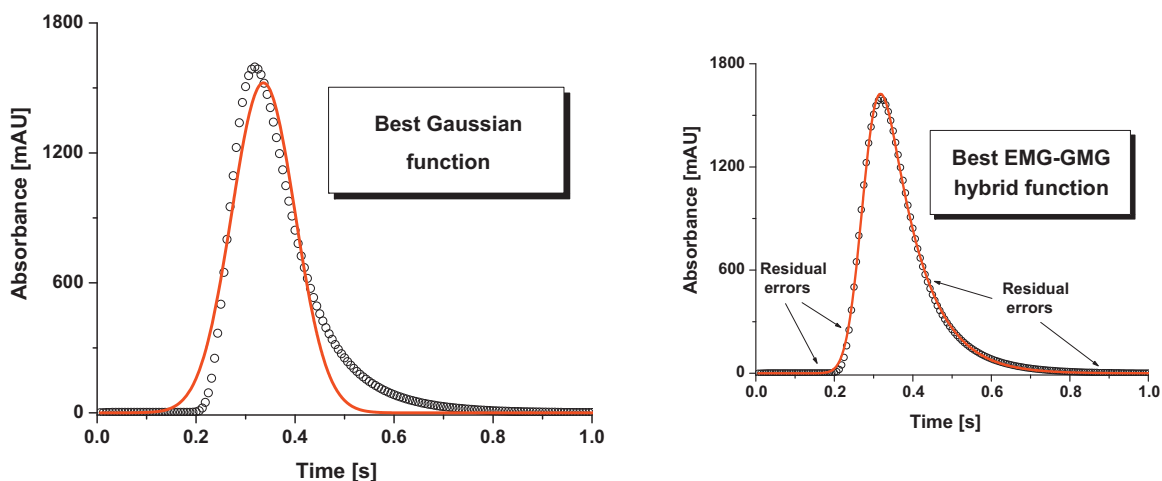 1800
1200
600
0
Absorbance [mAU]
Best Gaussian
function
0.0 0.2 0.4 0.6 0.8 1.0
Time [s]
1800
1200
600
0
Absorbance [mAU]
Best EMG-GMG
hybrid function
Residual
errors
Residual
errors
0.0 0.2 0.4 0.6 0.8 1.0
Time [s]